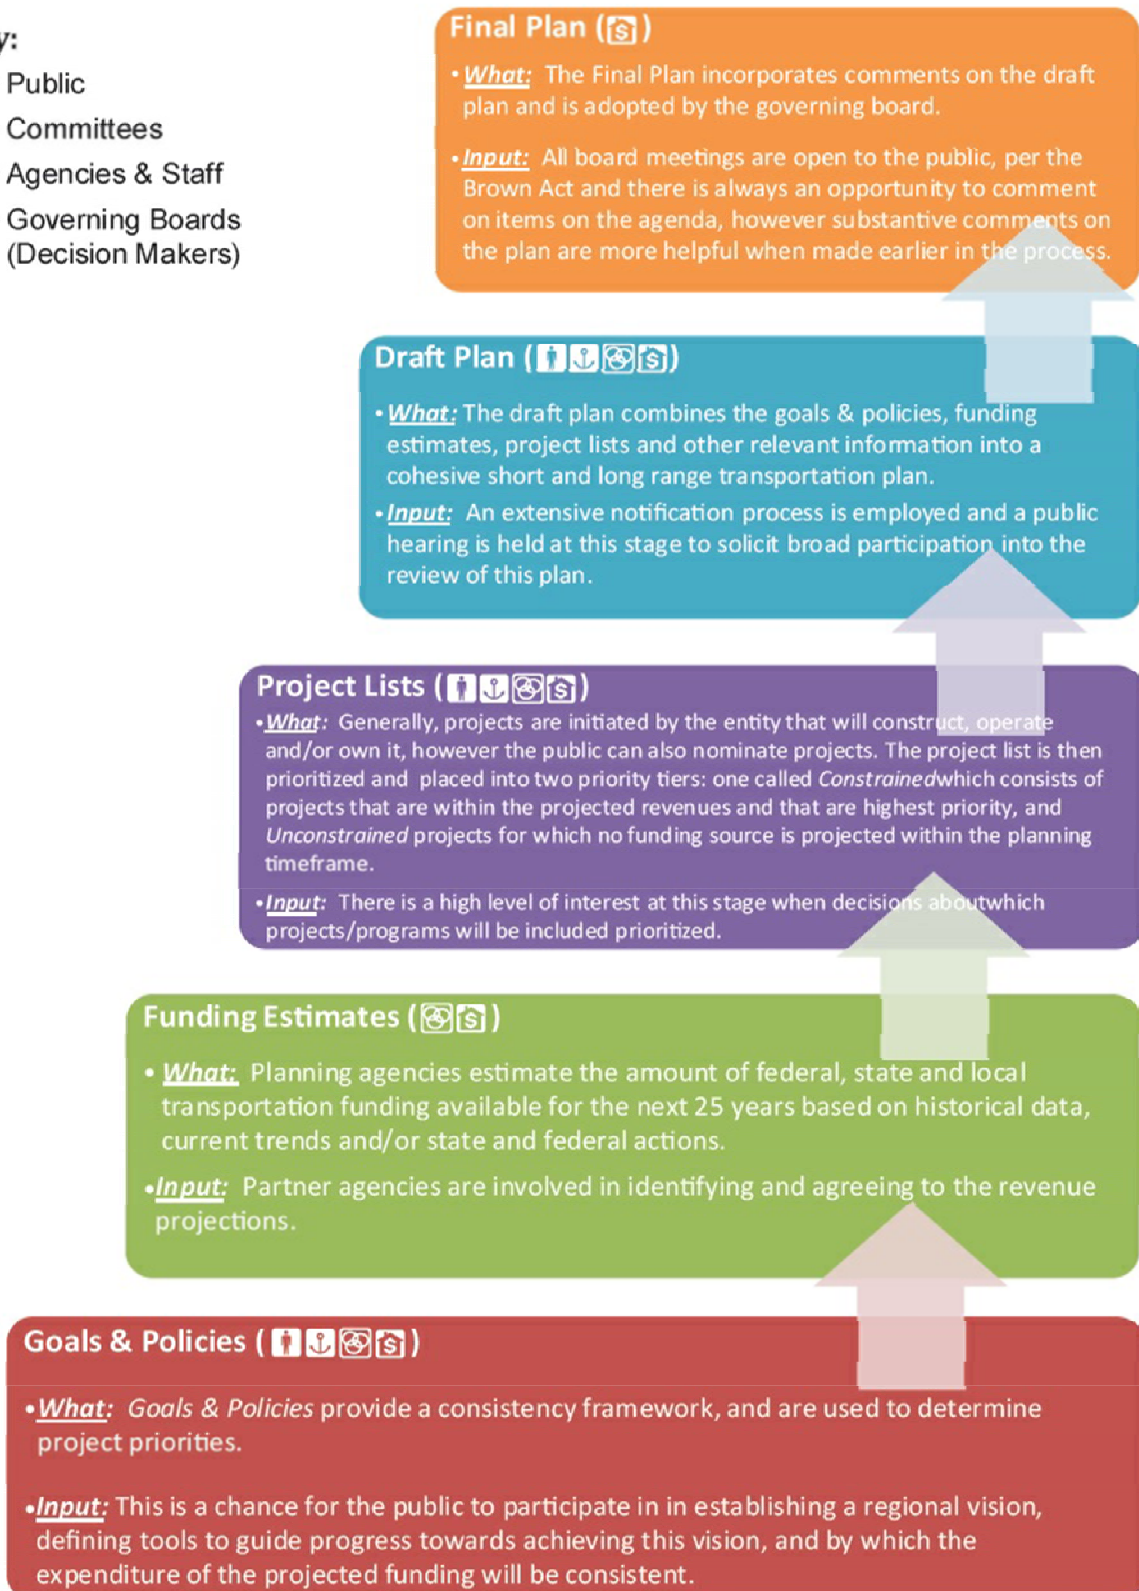 y:
Public
Committees
Agencies & Staff
Governing Boards
(Decision Makers)
Final Plan ( )
• What: The Final Plan incorporates comments on the draft
plan and is adopted by the governing board.
• Input: All board meetings are open to the public, per the
Brown Act and there is always an opportunity to comment
on items on the agenda, however substantive comments on
the plan are more helpful when made earlier in the process.
Draft Plan ( )
• What: The draft plan combines the goals & policies, funding
estimates, project lists and other relevant information into a
cohesive short and long range transportation plan.
• Input: An extensive notification process is employed and a public
hearing is held at this stage to solicit broad participation into the
review of this plan.
Project Lists ( )
• What: Generally, projects are initiated by the entity that will construct, operate
and/or own it, however the public can also nominate projects. The project list is then
prioritized and placed into two priority tiers: one called Constrainedwhich consists of
projects that are within the projected revenues and that are highest priority, and
Unconstrained projects for which no funding source is projected within the planning
timeframe.
• Input: There is a high level of interest at this stage when decisions aboutwhich
projects/programs will be included prioritized.
Funding Estimates ( )
• What: Planning agencies estimate the amount of federal, state and local
transportation funding available for the next 25 years based on historical data,
current trends and/or state and federal actions.
• Input: Partner agencies are involved in identifying and agreeing to the revenue
projections.
Goals & Policies ( )
• What: Goals & Policies provide a consistency framework, and are used to determine
project priorities.
• Input: This is a chance for the public to participate in in establishing a regional vision,
defining tools to guide progress towards achieving this vision, and by which the
expenditure of the projected funding will be consistent.